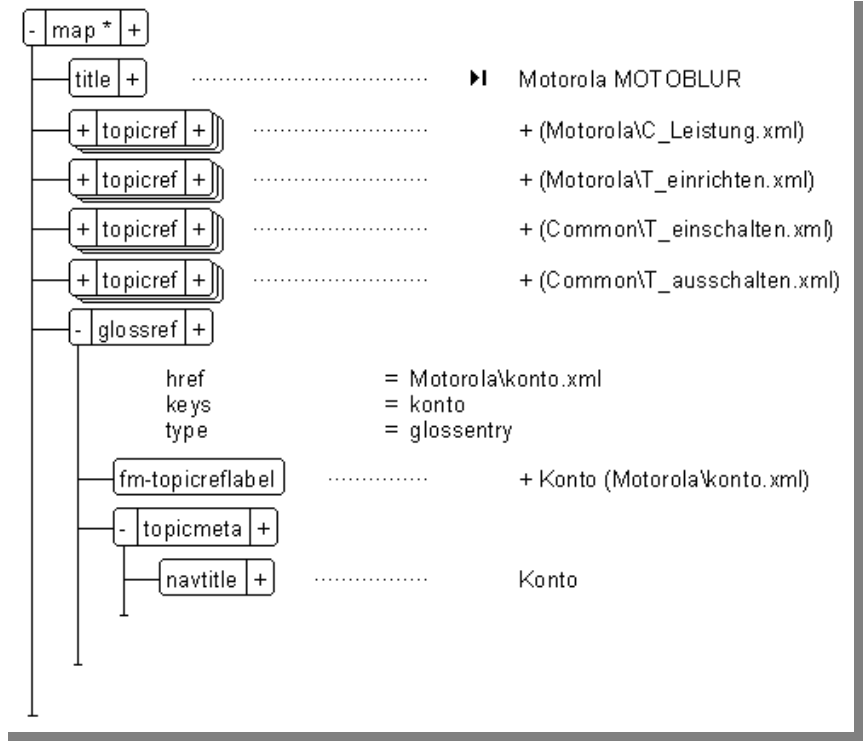 - map * +
title + Motorola MOTOBLUR
+ topicref + + (Motorola\C_Leistung.xml)
+ topicref + + (Motorola\T_einrichten.xml)
+ topicref + + (Common\T_einschalten.xml)
+ topicref + + (Common\T_ausschalten.xml)
- glossref +
href = Motorola\konto.xml
keys = konto
type = glossentry
fm-topicreflabel + Konto (Motorola\konto.xml)
- topicmeta +
navtitle + Konto